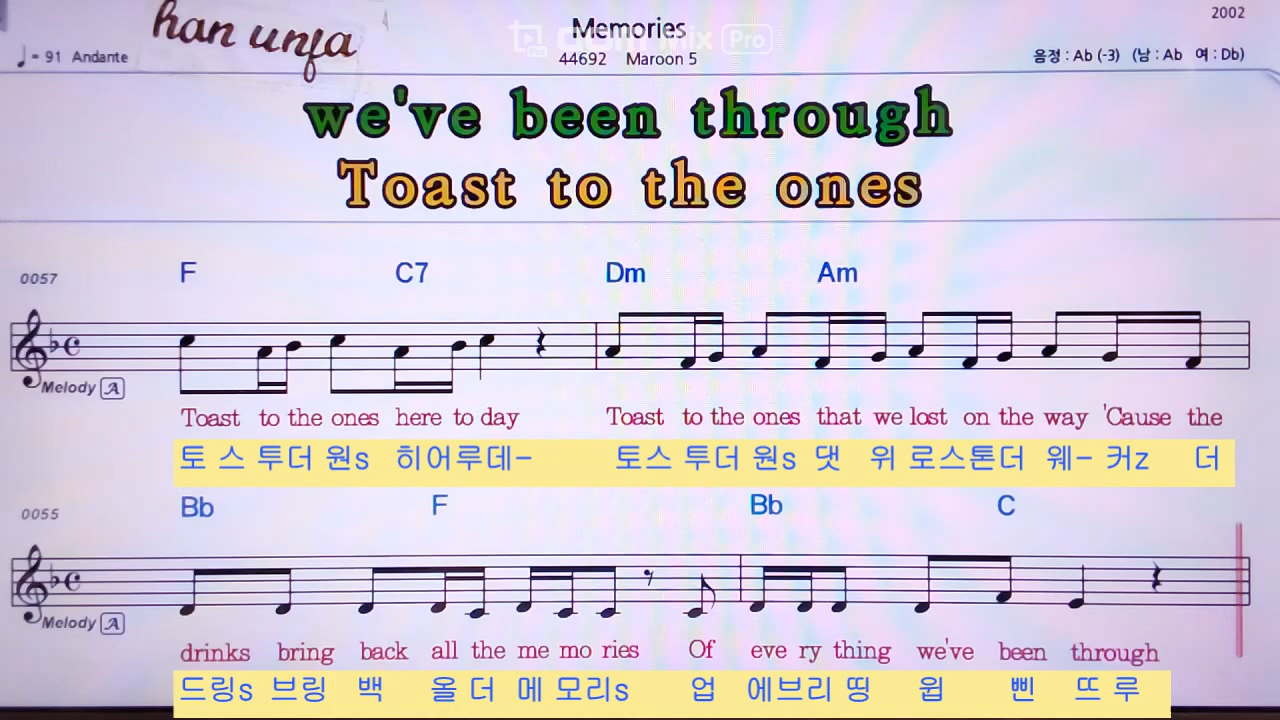 han unja
2002
Memories
gom mix Pro
♩= 91 Andante
44692 Maroon 5
음정 : Ab (-3) (남 : Ab 여 : Db)
we've been through
Toast to the ones
0057 F C7 Dm Am
Melody A
Toast to the ones here to day Toast to the ones that we lost on the way 'Cause the
토 스 투더 원s 히어루데- 토스 투더 원s 댓 위 로스톤더 웨- 커z 더
0055 Bb F Bb C
Melody A
drinks bring back all the me mo ries Of eve ry thing we've been through
드링s 브링 백 올 더 메 모리s 업 에브리 띵 윕 삔 뜨 루